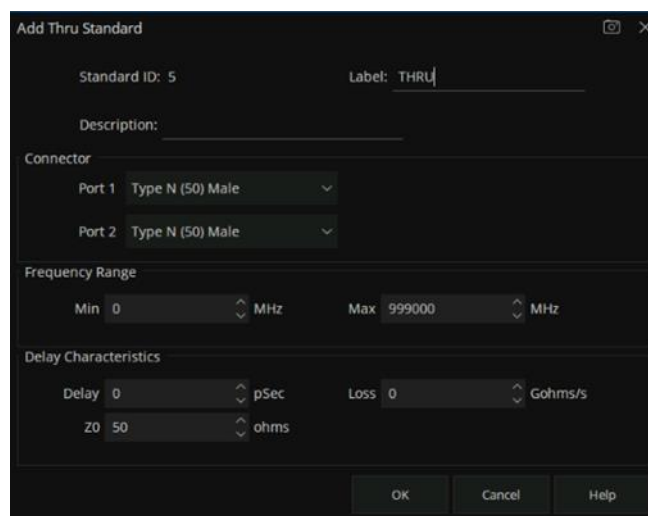 Add Thru Standard
Standard ID: 5 Label: THRU
Description:
Connector
Port 1 Type N (50) Male
Port 2 Type N (50) Male
Frequency Range
Min 0 MHz Max 999000 MHz
Delay Characteristics
Delay 0 pSec Loss 0 Gohms/s
Z0 50 ohms
OK Cancel Help